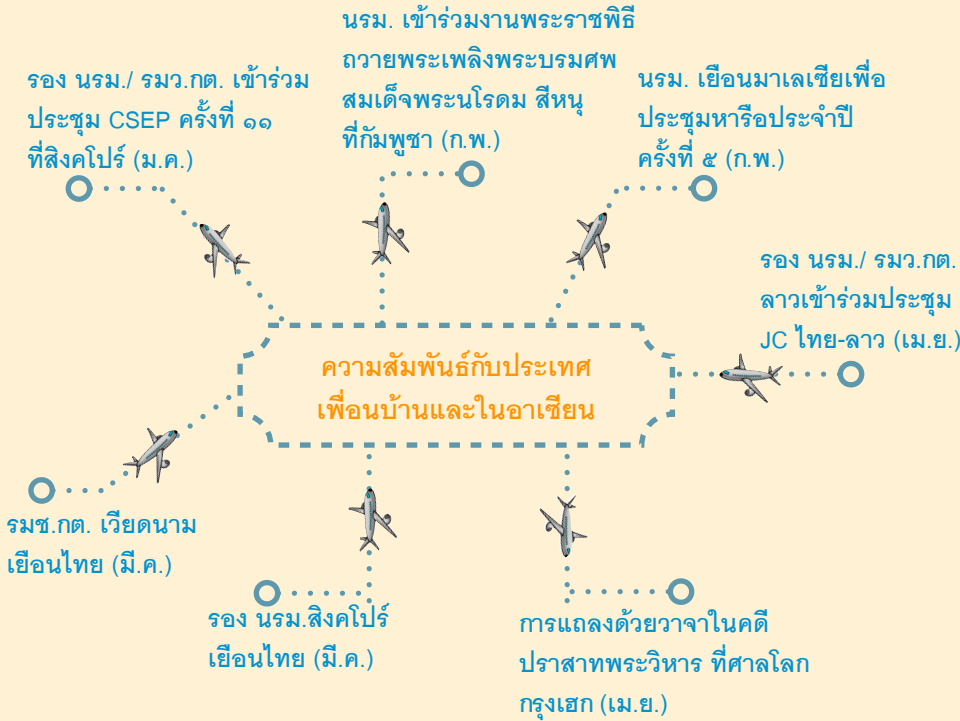 นรม. เข้าร่วมงานพระราชพิธี
ถวายพระเพลิงพระบรมศพ
สมเด็จพระนโรดม สีหนุ
ที่กัมพูชา (ก.พ.)
รอง นรม./ รมว.กต. เข้าร่วม
ประชุม CSEP ครั้งที่ ๑๑
ที่สิงคโปร์ (ม.ค.)
นรม. เยือนมาเลเซียเพื่อ
ประชุมหารือประจำปี
ครั้งที่ ๕ (ก.พ.)
รอง นรม./ รมว.กต.
ลาวเข้าร่วมประชุม
JC ไทย-ลาว (เม.ย.)
ความสัมพันธ์กับประเทศ
เพื่อนบ้านและในอาเซียน
รมช.กต. เวียดนาม
เยือนไทย (มี.ค.)
รอง นรม.สิงคโปร์
เยือนไทย (มี.ค.)
การแถลงด้วยวาจาในคดี
ปราสาทพระวิหาร ที่ศาลโลก
กรุงเฮก (เม.ย.)